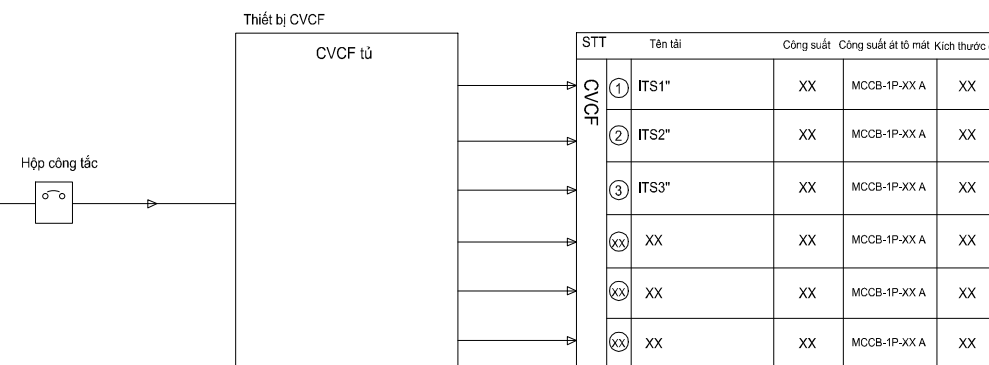 Thiết bị CVCF
CVCF tủ
Hộp công tắc
STT Tên tải Công suất Công suất át tô mát Kích thước
CVCF
1 ITS1" XX MCCB-1P-XX A XX
2 ITS2" XX MCCB-1P-XX A XX
3 ITS3" XX MCCB-1P-XX A XX
XX XX XX MCCB-1P-XX A XX
XX XX XX MCCB-1P-XX A XX
XX XX XX MCCB-1P-XX A XX